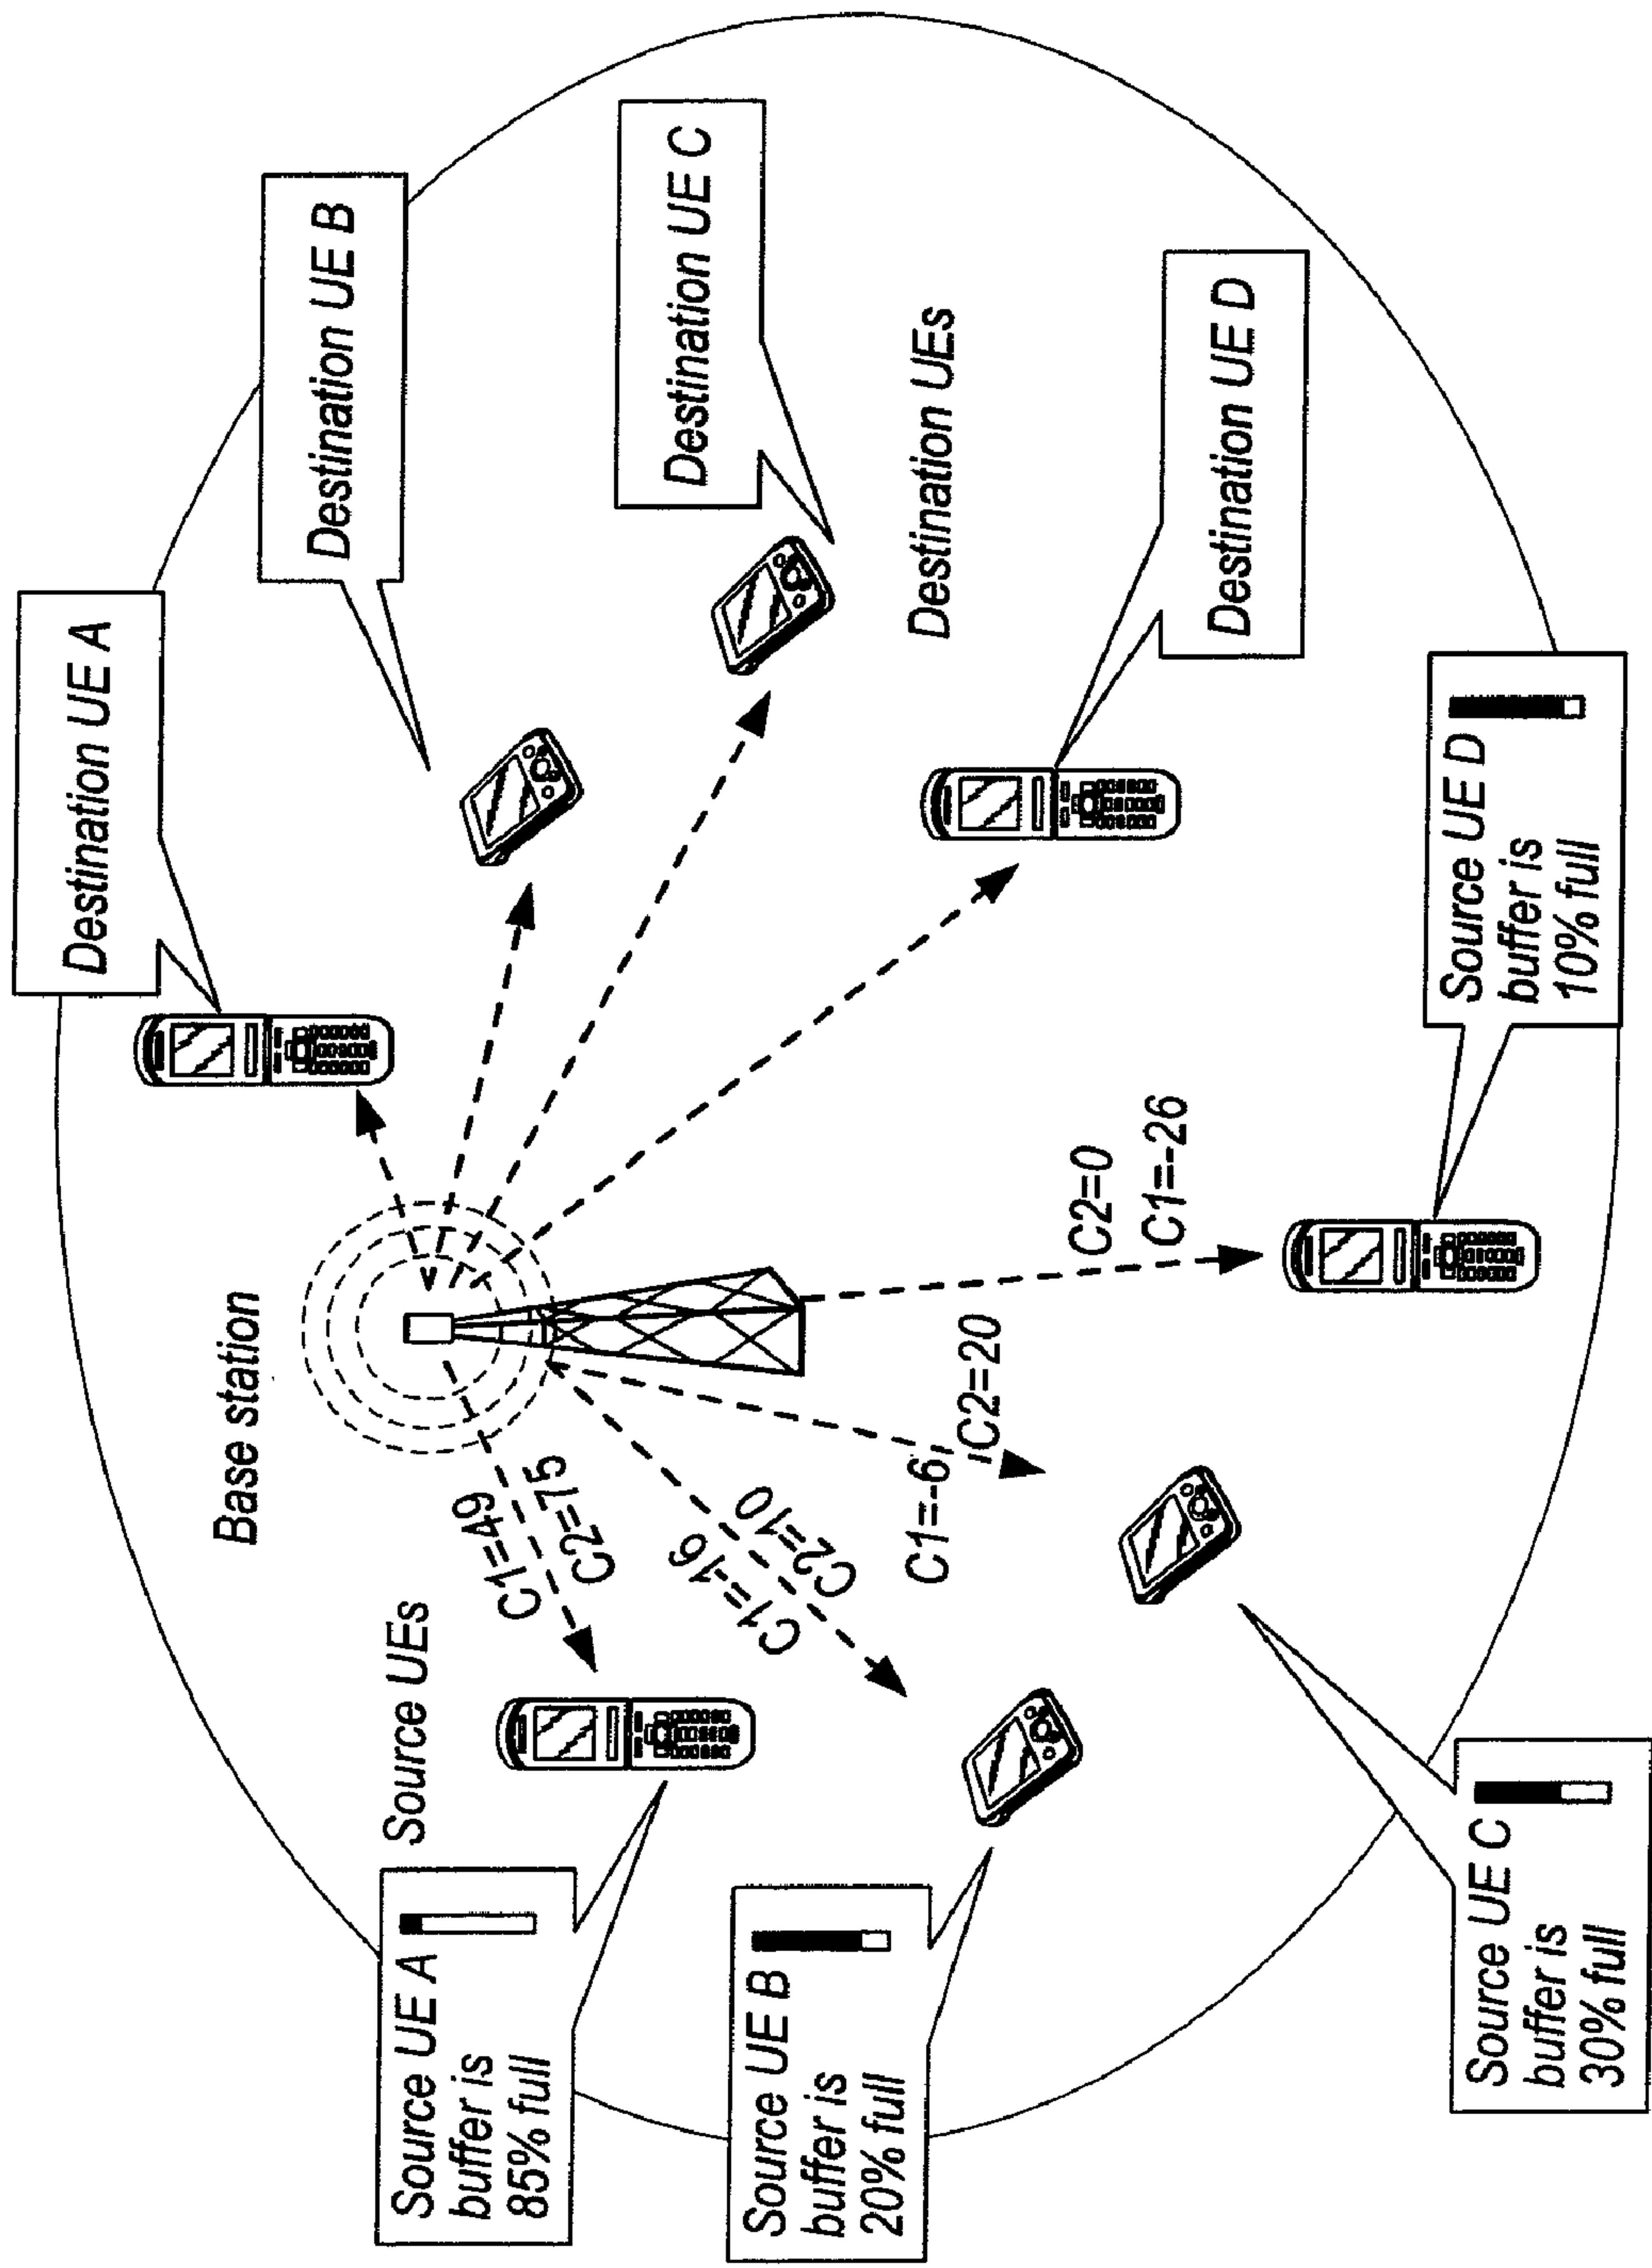 Destination UE A
Base station
Destination UE B
Source UEs
Source UE A
buffer is
85% full
C1=49
C2=75
Destination UE C
Source UE B
buffer is
20% full
C1=-16
C2=10
Destination UEs
C1=-6
C2=20
C2=0
C1=-26
Destination UE D
Source UE C
buffer is
30% full
Source UE D
buffer is
10% full